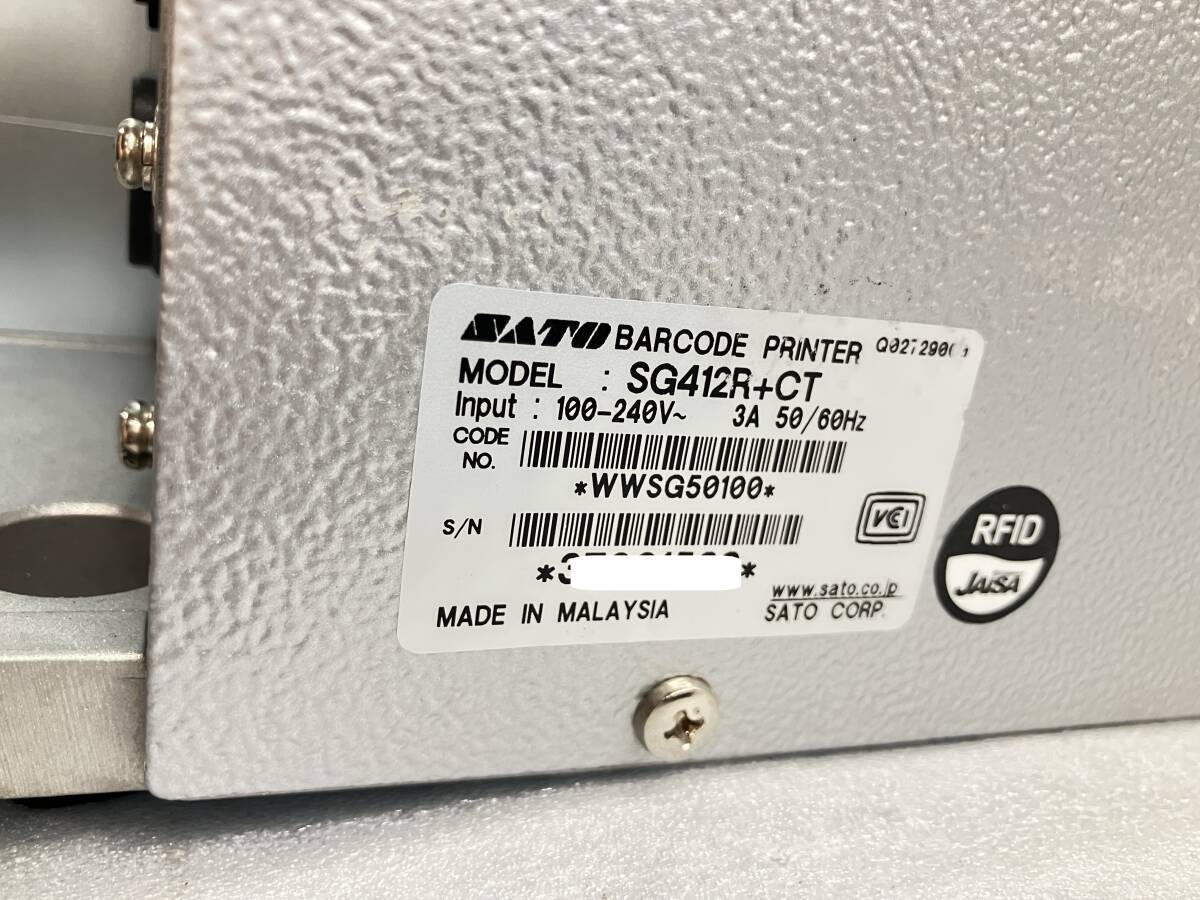 SATO BARCODE PRINTER
MODEL : SG412R+CT
Input : 100-240V~ 3A 50/60Hz
CODE NO.
*WWSG50100*
S/N
MADE IN MALAYSIA
VCI
www.sato.co.jp
SATO CORP.
RFID
JAISA